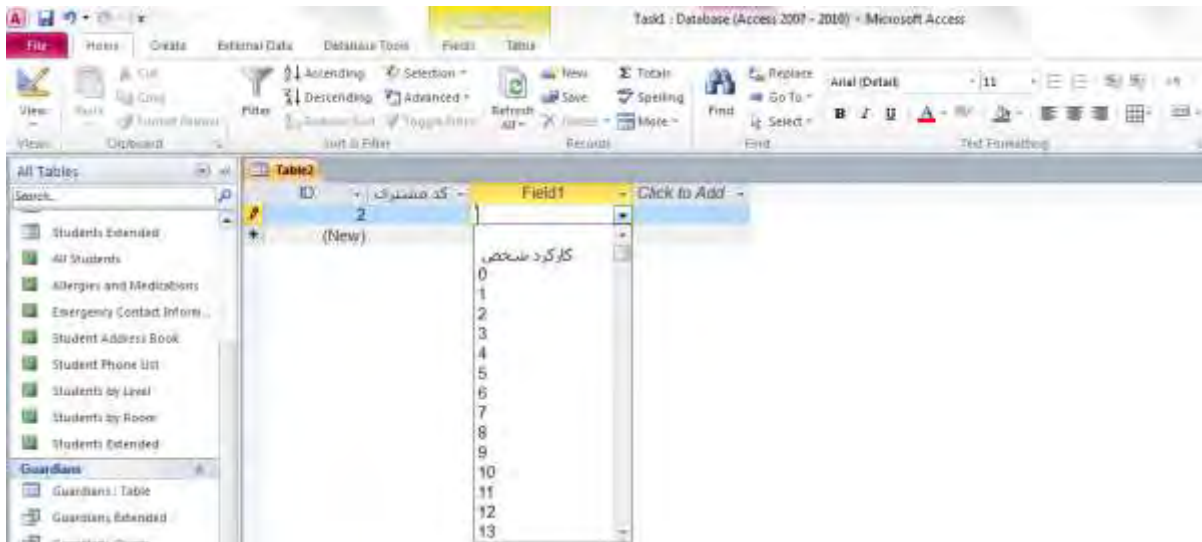 Task1 : Database (Access 2007 - 2010) - Microsoft Access
File Home Create External Data Database Tools Fields Table
Cut Ascending Selection New Totals Replace Arial (Detail) 11
Copy Descending Advanced Save Spelling Go To
View Paste Format Painter Filter Remove Sort Toggle Filter Refresh All Delete More Find Select B I U A
Views Clipboard Sort & Filter Records Find Text Formatting
All Tables Table2
Search.. ID کد مشترک Field1 Click to Add
2
Students Extended (New)
All Students کارکرد شخص
Allergies and Medications 0
1
Emergency Contact Inform... 2
Student Address Book 3
4
Student Phone List 5
Students by Level 6
7
Students by Room 8
Students Extended 9
Guardians 10
Guardians : Table 11
Guardians Extended 12
13